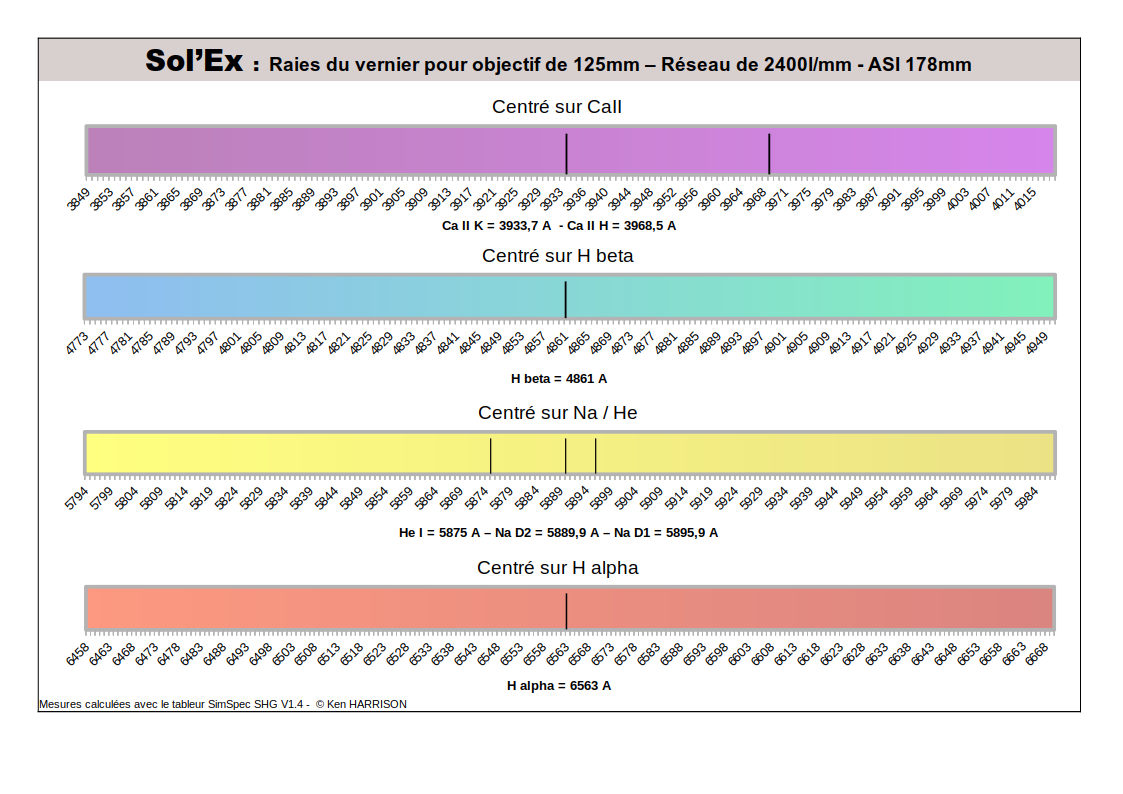 Sol’Ex : Raies du vernier pour objectif de 125mm – Réseau de 2400l/mm - ASI 178mm
Centré sur CaII
3849 3853 3857 3861 3865 3869 3873 3877 3881 3885 3889 3893 3897 3901 3905 3909 3913 3917 3921 3925 3929 3933 3936 3940 3944 3948 3952 3956 3960 3964 3968 3971 3975 3979 3983 3987 3991 3995 3999 4003 4007 4011 4015
Ca II K = 3933,7 A - Ca II H = 3968,5 A
Centré sur H beta
4773 4777 4781 4785 4789 4793 4797 4801 4805 4809 4813 4817 4821 4825 4829 4833 4837 4841 4845 4849 4853 4857 4861 4865 4869 4873 4877 4881 4885 4889 4893 4897 4901 4905 4909 4913 4917 4921 4925 4929 4933 4937 4941 4945 4949
H beta = 4861 A
Centré sur Na / He
5794 5799 5804 5809 5814 5819 5824 5829 5834 5839 5844 5849 5854 5859 5864 5869 5874 5879 5884 5889 5894 5899 5904 5909 5914 5919 5924 5929 5934 5939 5944 5949 5954 5959 5964 5969 5974 5979 5984
He I = 5875 A – Na D2 = 5889,9 A – Na D1 = 5895,9 A
Centré sur H alpha
6458 6463 6468 6473 6478 6483 6488 6493 6498 6503 6508 6513 6518 6523 6528 6533 6538 6543 6548 6553 6558 6563 6568 6573 6578 6583 6588 6593 6598 6603 6608 6613 6618 6623 6628 6633 6638 6643 6648 6653 6658 6663 6668
H alpha = 6563 A
Mesures calculées avec le tableur SimSpec SHG V1.4 - © Ken HARRISON